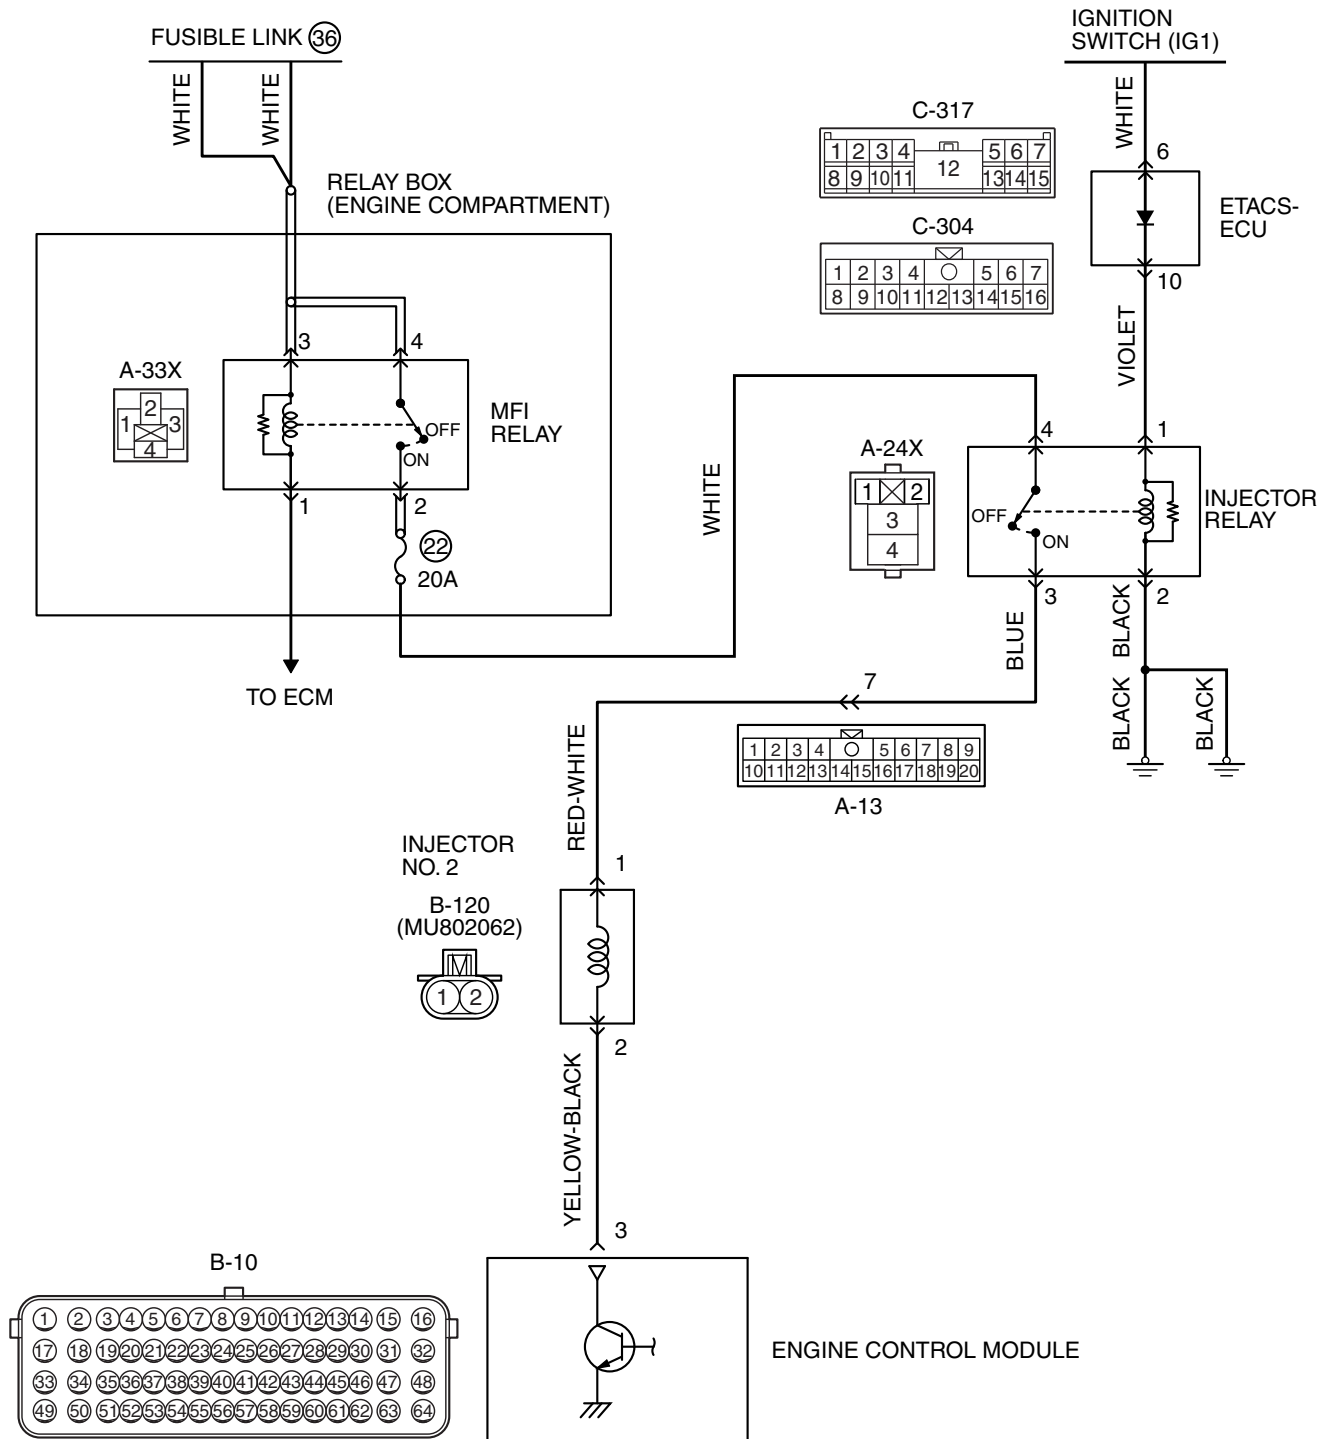 FUSIBLE LINK 36
WHITE
WHITE
RELAY BOX
(ENGINE COMPARTMENT)
IGNITION
SWITCH (IG1)
WHITE
6
ETACS-
ECU
10
VIOLET
C-317
1 2 3 4 5 6 7
12
8 9 10 11 13 14 15
C-304
1 2 3 4 5 6 7
8 9 10 11 12 13 14 15 16
A-33X
2
1 3
4
3
4
MFI
RELAY
OFF
ON
1
2
22
20A
TO ECM
WHITE
A-24X
1 2
3
4
4
1
INJECTOR
RELAY
OFF
ON
3
2
BLUE
BLACK
BLACK
BLACK
7
1 2 3 4 5 6 7 8 9
10 11 12 13 14 15 16 17 18 19 20
A-13
RED-WHITE
INJECTOR
NO. 2
B-120
(MU802062)
1 2
1
2
YELLOW-BLACK
3
ENGINE CONTROL MODULE
B-10
1 2 3 4 5 6 7 8 9 10 11 12 13 14 15 16
17 18 19 20 21 22 23 24 25 26 27 28 29 30 31 32
33 34 35 36 37 38 39 40 41 42 43 44 45 46 47 48
49 50 51 52 53 54 55 56 57 58 59 60 61 62 63 64